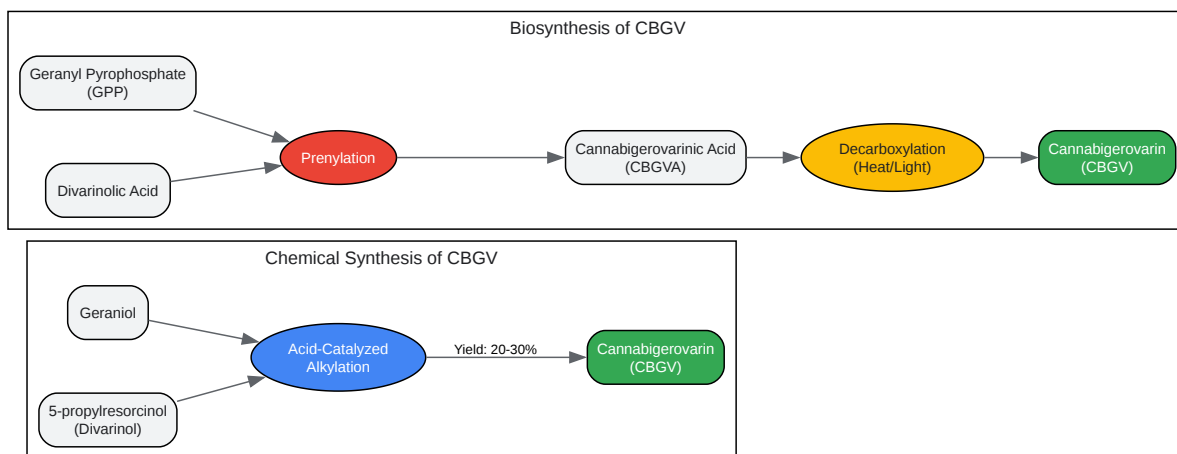 Biosynthesis of CBGV
Geranyl Pyrophosphate
(GPP)
Divarinolic Acid
Prenylation
Cannabigerovarinic Acid
(CBGVA)
Decarboxylation
(Heat/Light)
Cannabigerovarin
(CBGV)
Chemical Synthesis of CBGV
Geraniol
5-propylresorcinol
(Divarinol)
Acid-Catalyzed
Alkylation
Yield: 20-30%
Cannabigerovarin
(CBGV)